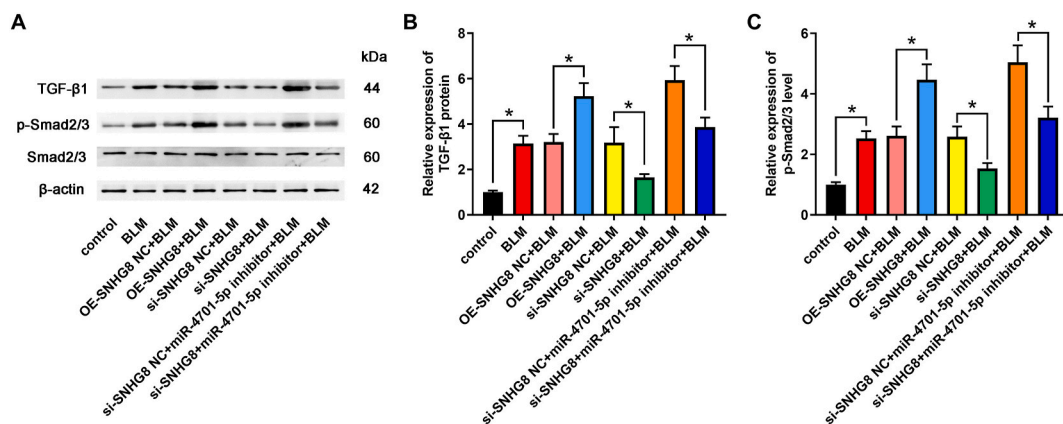 A
kDa
TGF-β1
44
p-Smad2/3
60
Smad2/3
60
β-actin
42
control
BLM
OE-SNHG8 NC+BLM
OE-SNHG8+BLM
si-SNHG8 NC+BLM
si-SNHG8+BLM
si-SNHG8 NC+miR-4701-5p inhibitor+BLM
si-SNHG8+miR-4701-5p inhibitor+BLM
B
Relative expression of
TGF-β1 protein
8
6
4
2
0
*
*
*
*
control
BLM
OE-SNHG8 NC+BLM
OE-SNHG8+BLM
si-SNHG8 NC+BLM
si-SNHG8+BLM
si-SNHG8 NC+miR-4701-5p inhibitor+BLM
si-SNHG8+miR-4701-5p inhibitor+BLM
C
Relative expression of
p-Smad2/3 level
6
4
2
0
*
*
*
*
control
BLM
OE-SNHG8 NC+BLM
OE-SNHG8+BLM
si-SNHG8 NC+BLM
si-SNHG8+BLM
si-SNHG8 NC+miR-4701-5p inhibitor+BLM
si-SNHG8+miR-4701-5p inhibitor+BLM